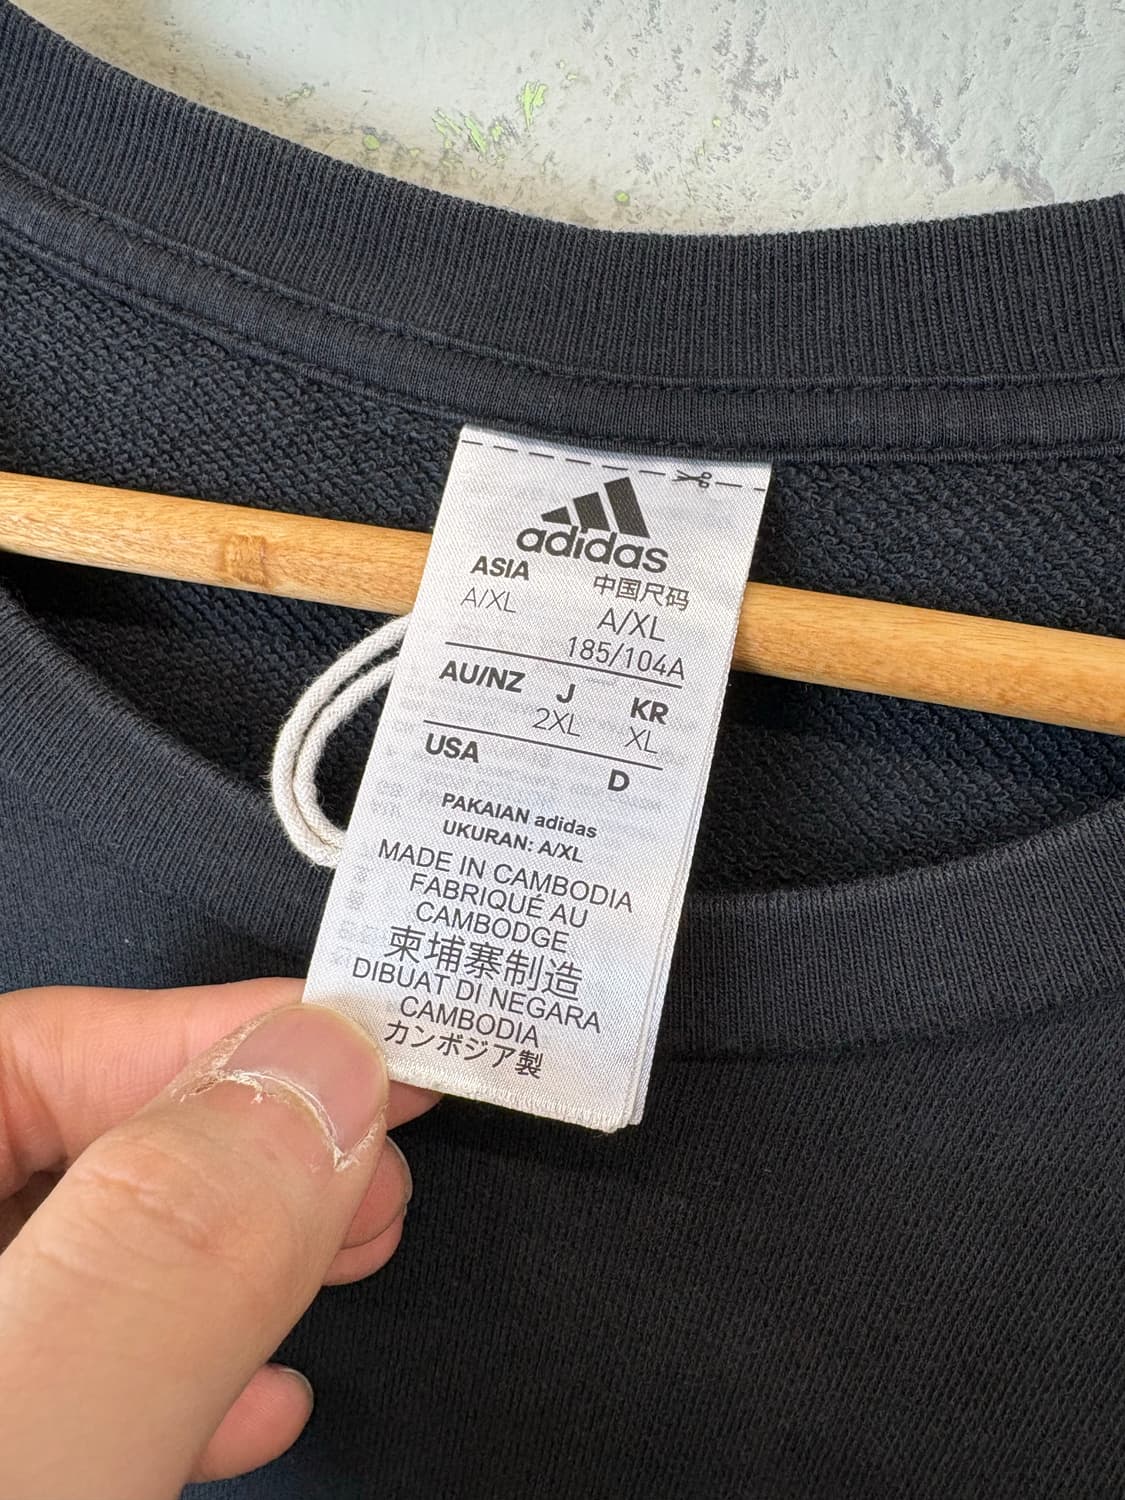 adidas
ASIA 中国尺码
A/XL A/XL
185/104A
AU/NZ J KR
2XL XL
USA D
PAKAIAN adidas
UKURAN: A/XL
MADE IN CAMBODIA
FABRIQUÉ AU
CAMBODGE
柬埔寨制造
DIBUAT DI NEGARA
CAMBODIA
カンボジア製